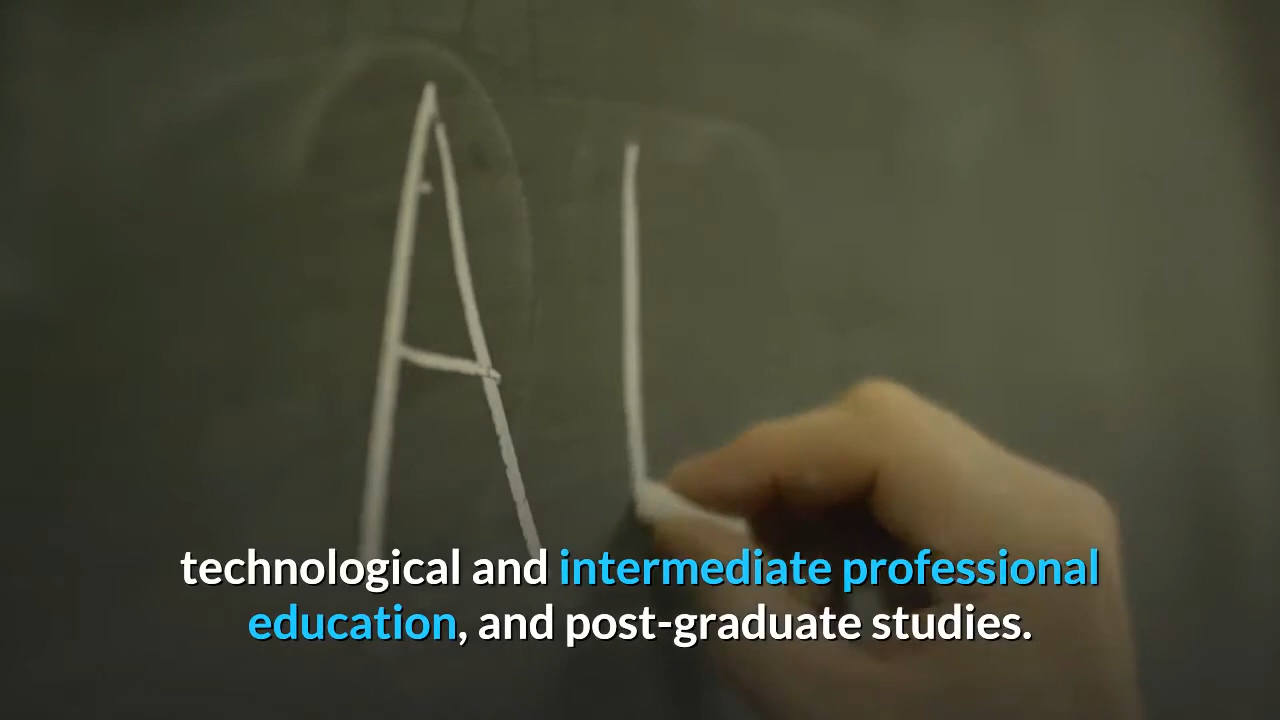 A
technological and intermediate professional
education, and post-graduate studies.